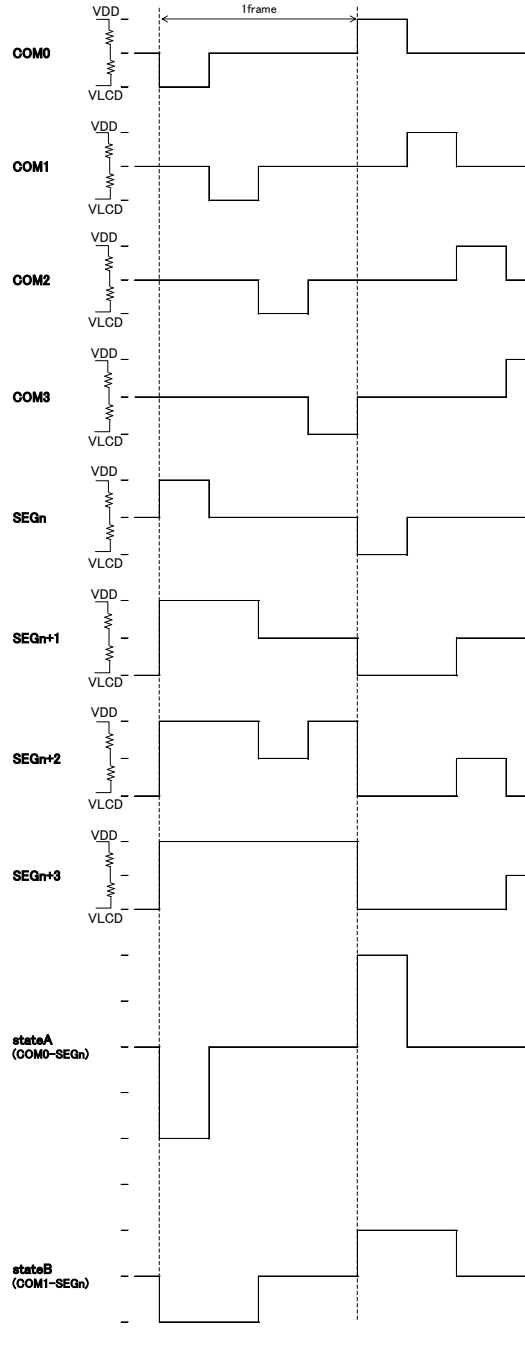 1frame
VDD
COM0
VLCD
VDD
COM1
VLCD
VDD
COM2
VLCD
VDD
COM3
VLCD
VDD
SEGn
VLCD
VDD
SEGn+1
VLCD
VDD
SEGn+2
VLCD
VDD
SEGn+3
VLCD
stateA
(COM0-SEGn)
stateB
(COM1-SEGn)